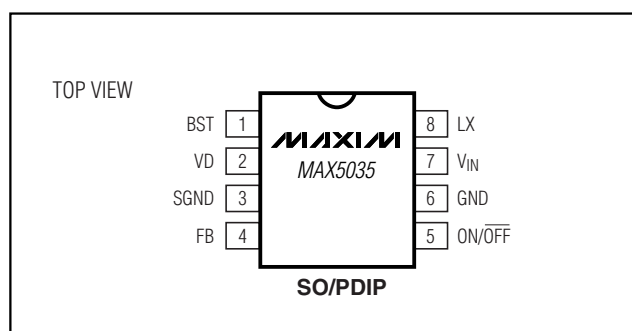 TOP VIEW
BST 1
VD 2
SGND 3
FB 4
MAXIM
MAX5035
8 LX
7 VIN
6 GND
5 ON/OFF
SO/PDIP